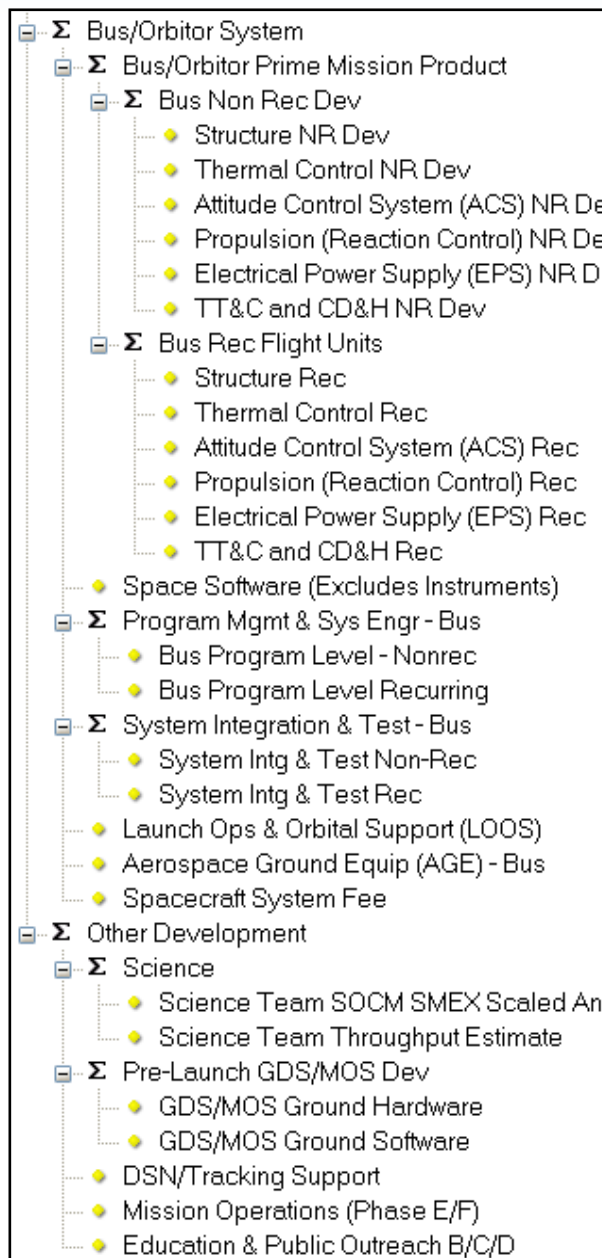 Σ Bus/Orbitor System
Σ Bus/Orbitor Prime Mission Product
Σ Bus Non Rec Dev
Structure NR Dev
Thermal Control NR Dev
Attitude Control System (ACS) NR De
Propulsion (Reaction Control) NR De
Electrical Power Supply (EPS) NR D
TT&C and CD&H NR Dev
Σ Bus Rec Flight Units
Structure Rec
Thermal Control Rec
Attitude Control System (ACS) Rec
Propulsion (Reaction Control) Rec
Electrical Power Supply (EPS) Rec
TT&C and CD&H Rec
Space Software (Excludes Instruments)
Σ Program Mgmt & Sys Engr - Bus
Bus Program Level - Nonrec
Bus Program Level Recurring
Σ System Integration & Test - Bus
System Intg & Test Non-Rec
System Intg & Test Rec
Launch Ops & Orbital Support (LOOS)
Aerospace Ground Equip (AGE) - Bus
Spacecraft System Fee
Σ Other Development
Σ Science
Science Team SOCM SMEX Scaled An
Science Team Throughput Estimate
Σ Pre-Launch GDS/MOS Dev
GDS/MOS Ground Hardware
GDS/MOS Ground Software
DSN/Tracking Support
Mission Operations (Phase E/F)
Education & Public Outreach B/C/D